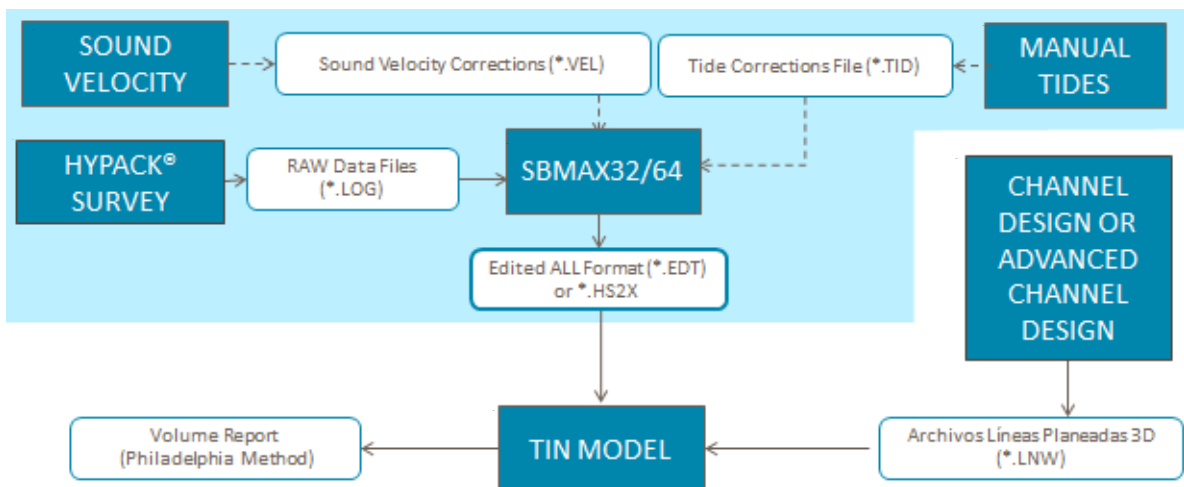 SOUND
VELOCITY
Sound Velocity Corrections (*.VEL)
Tide Corrections File (*.TID)
MANUAL
TIDES
HYPACK®
SURVEY
RAW Data Files
(*.LOG)
SBMAX32/64
CHANNEL
DESIGN OR
ADVANCED
CHANNEL
DESIGN
Edited ALL Format (*.EDT)
or *.HS2X
Volume Report
(Philadelphia Method)
TIN MODEL
Archivos Líneas Planeadas 3D
(*.LNW)